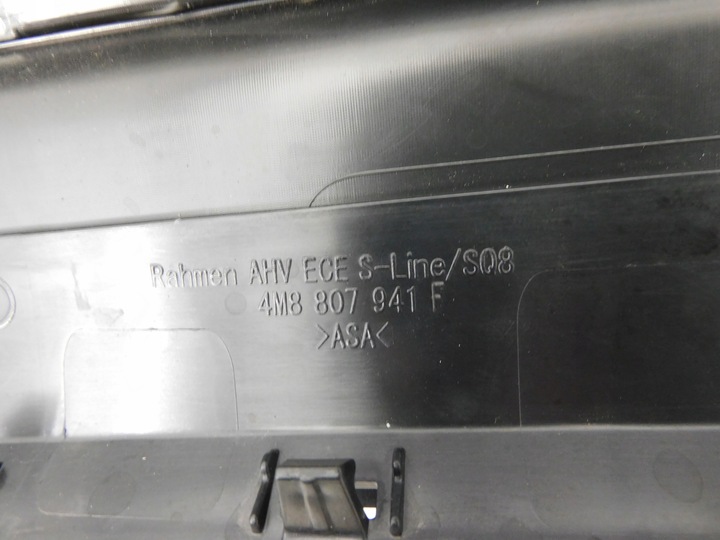 Rahmen AHV ECE S-Line/SQ8
4M8 807 941 F
>ASA<